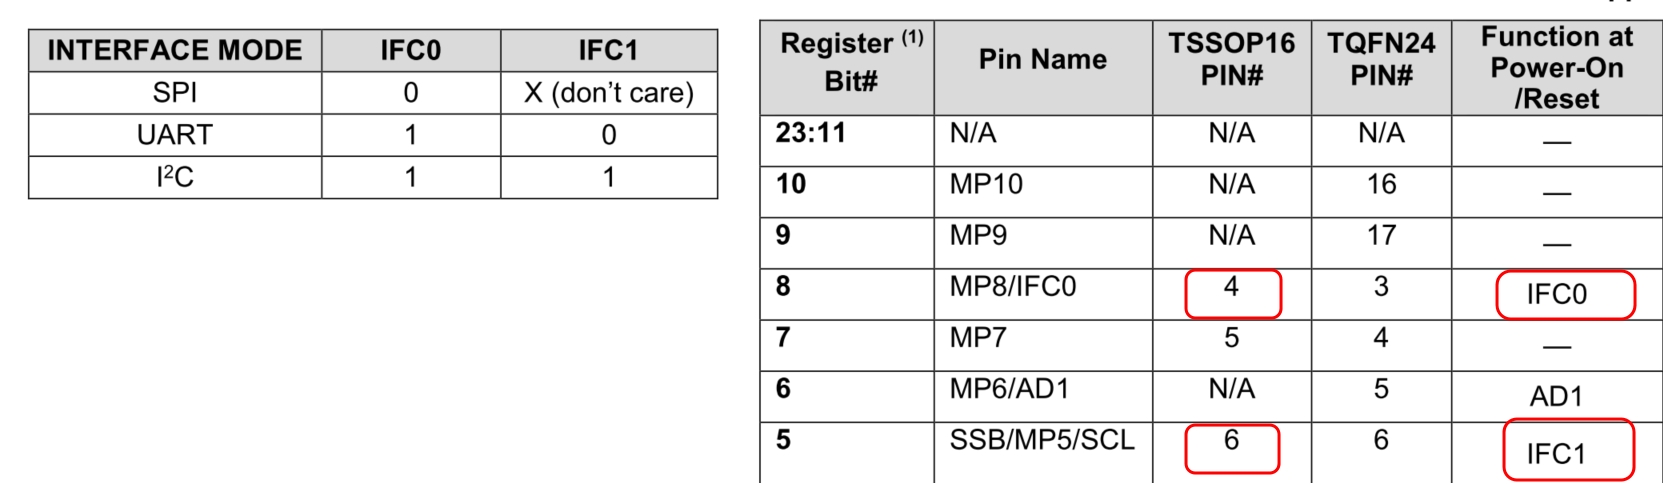 INTERFACE MODE IFC0 IFC1
SPI 0 X (don't care)
UART 1 0
I²C 1 1
Register (1) Bit# Pin Name TSSOP16 PIN# TQFN24 PIN# Function at Power-On /Reset
23:11 N/A N/A N/A —
10 MP10 N/A 16 —
9 MP9 N/A 17 —
8 MP8/IFC0 4 3 IFC0
7 MP7 5 4 —
6 MP6/AD1 N/A 5 AD1
5 SSB/MP5/SCL 6 6 IFC1